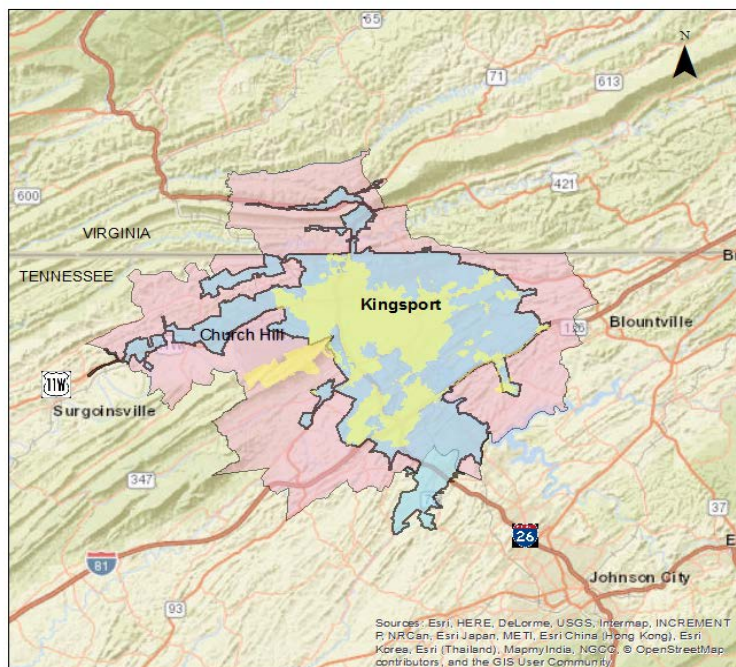 65
N
71
613
421
600
VIRGINIA
TENNESSEE
Kingsport
Church Hill
Blountville
11W
Surgoinsville
347
37
26
81
Johnson City
93
Sources: Esri, HERE, DeLorme, USGS, Intermap, INCREMENT
P, NRCan, Esri Japan, METI, Esri China (Hong Kong), Esri
Korea, Esri (Thailand), MapmyIndia, NGCC, © OpenStreetMap
contributors, and the GIS User Community